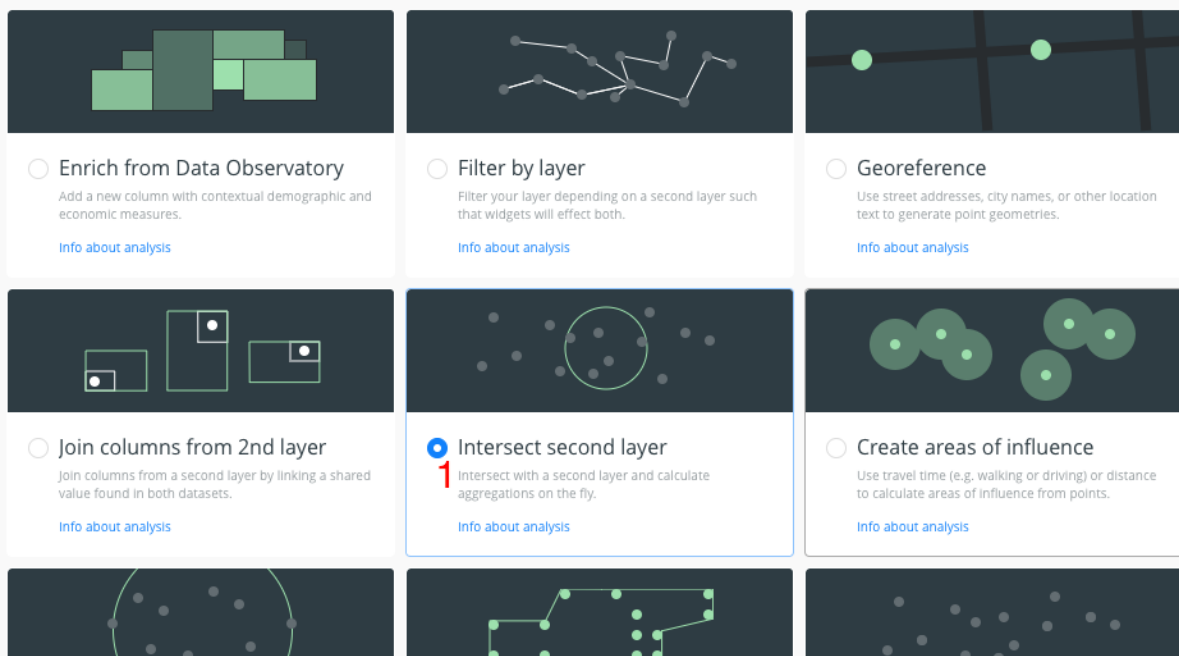 Enrich from Data Observatory
Add a new column with contextual demographic and
economic measures.
Info about analysis
Filter by layer
Filter your layer depending on a second layer such
that widgets will effect both.
Info about analysis
Georeference
Use street addresses, city names, or other location
text to generate point geometries.
Info about analysis
Join columns from 2nd layer
Join columns from a second layer by linking a shared
value found in both datasets.
Info about analysis
Intersect second layer
1
Intersect with a second layer and calculate
aggregations on the fly.
Info about analysis
Create areas of influence
Use travel time (e.g. walking or driving) or distance
to calculate areas of influence from points.
Info about analysis